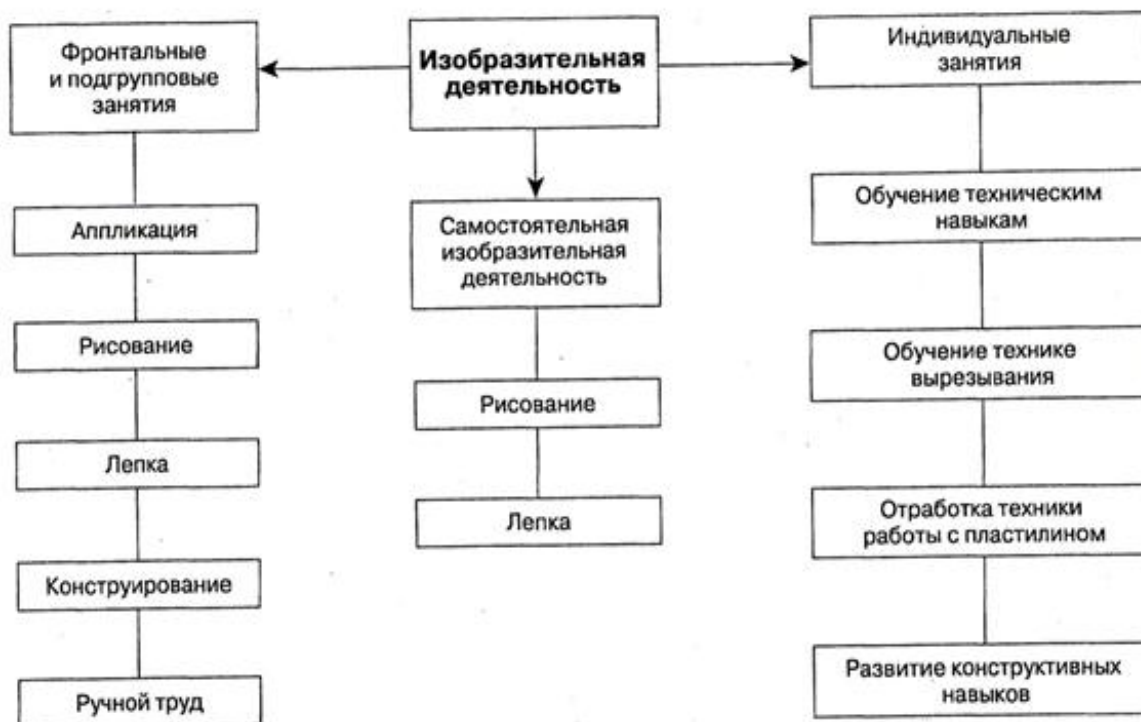 Фронтальные
и подгрупповые
занятия
Аппликация
Рисование
Лепка
Конструирование
Ручной труд
Изобразительная
деятельность
Самостоятельная
изобразительная
деятельность
Рисование
Лепка
Индивидуальные
занятия
Обучение техническим
навыкам
Обучение технике
вырезывания
Отработка техники
работы с пластилином
Развитие конструктивных
навыков